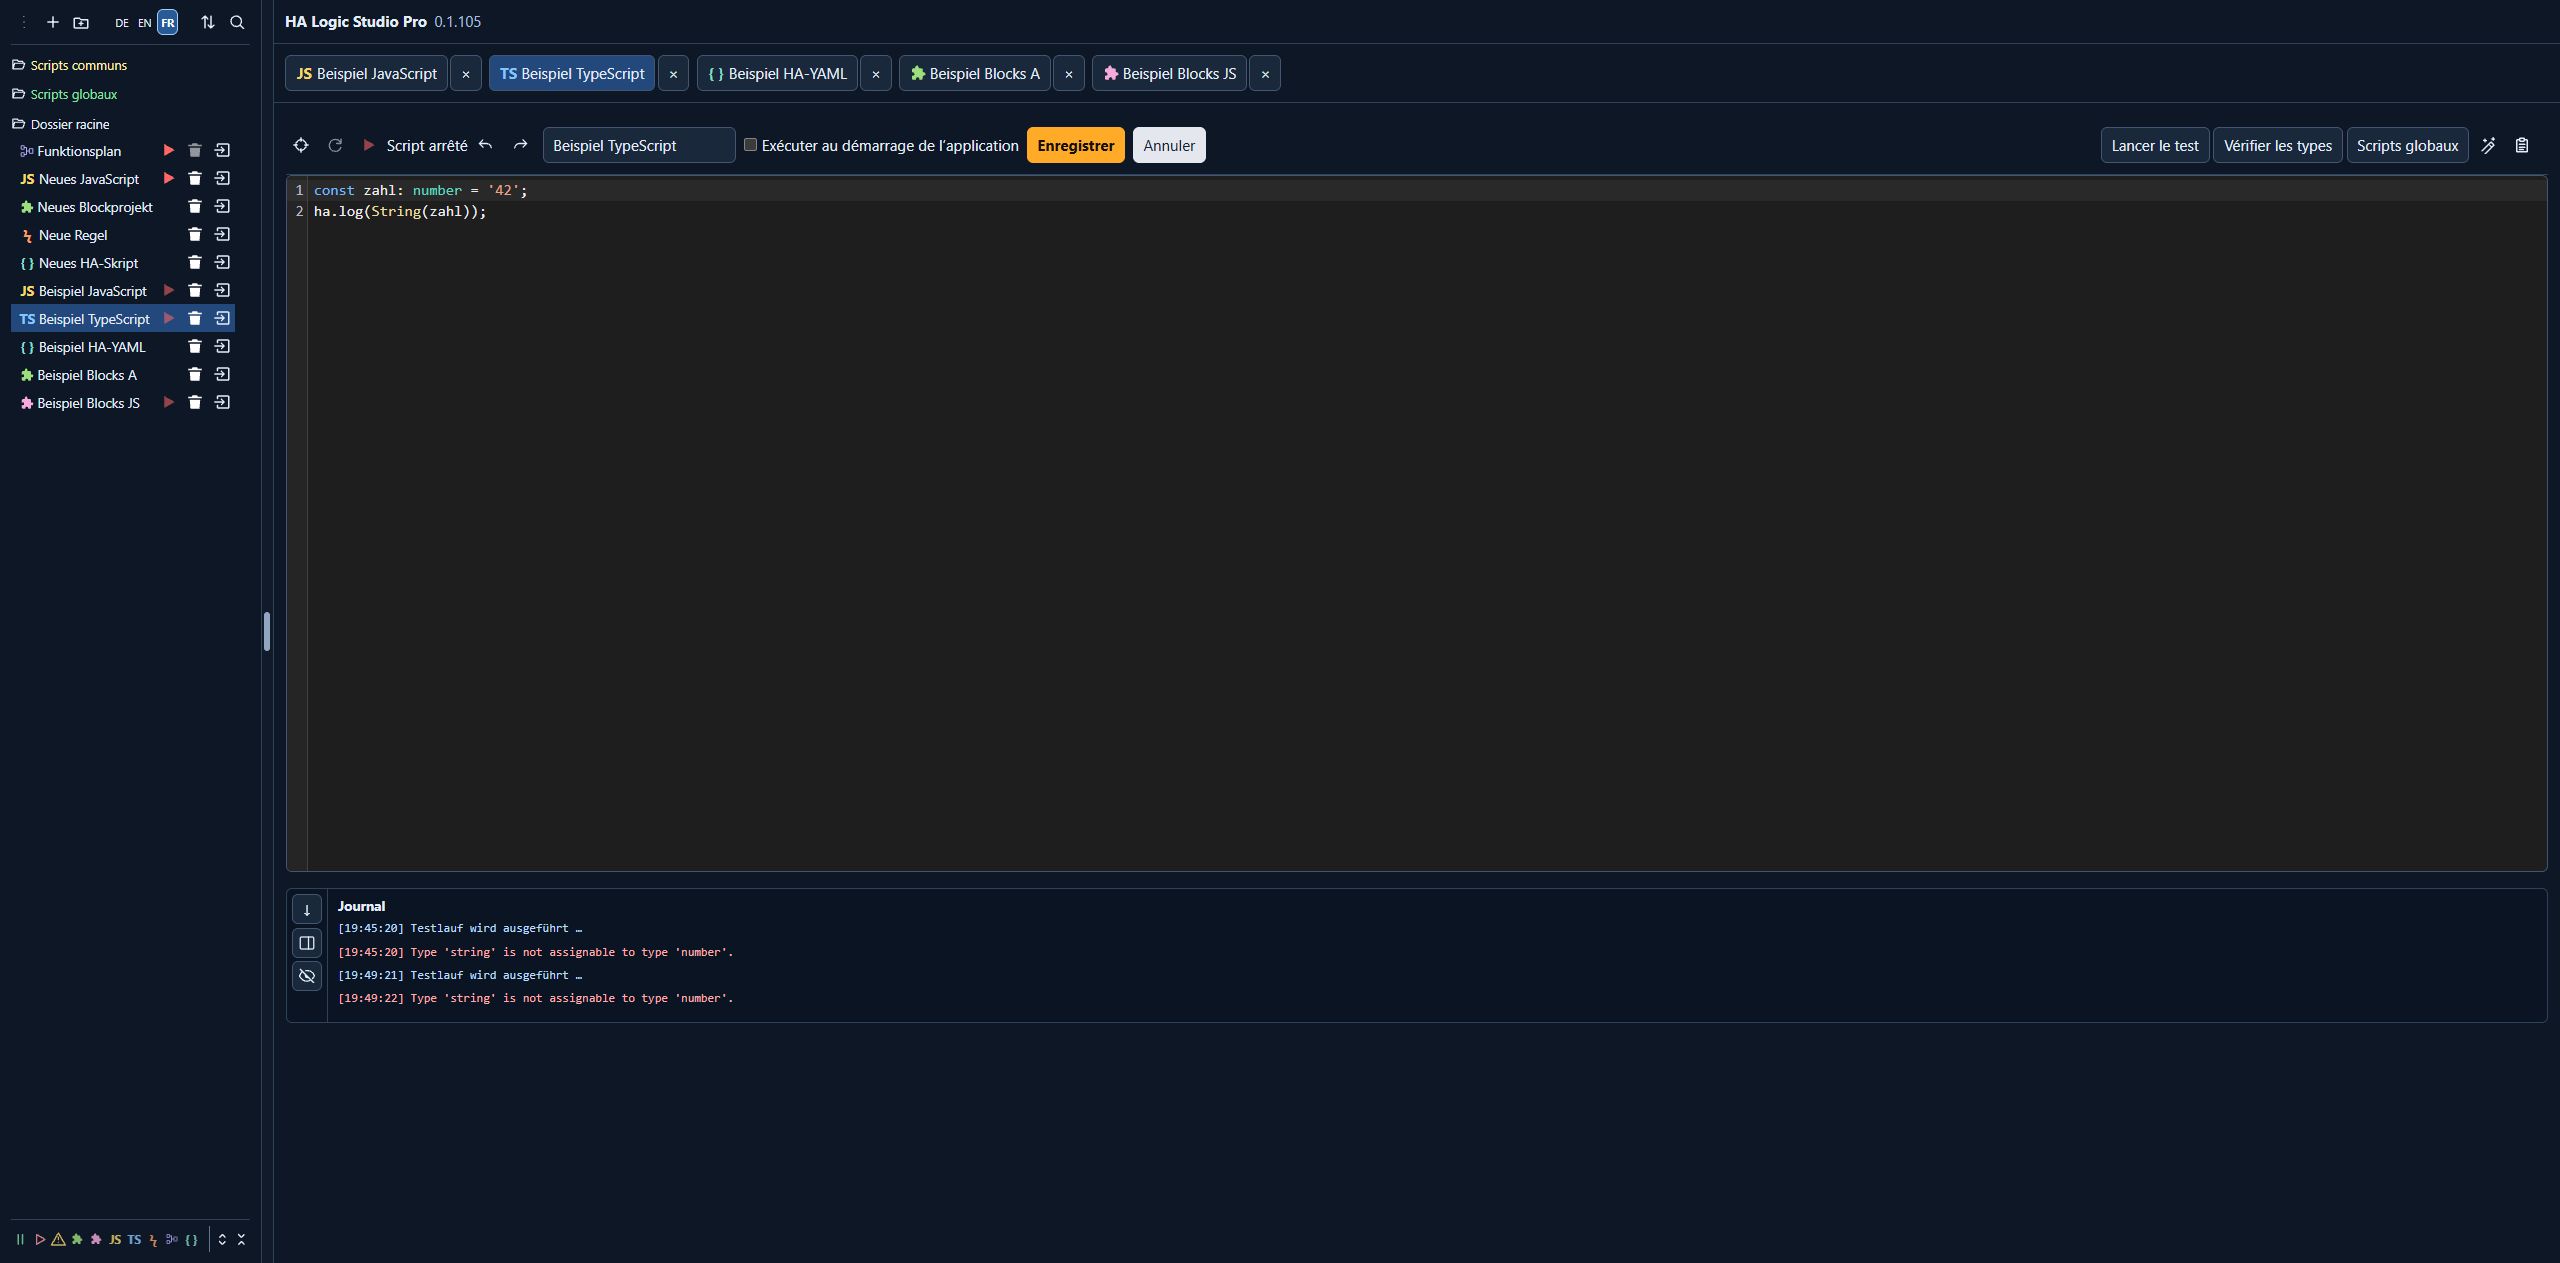 DE EN FR
HA Logic Studio Pro 0.1.105
Scripts communs
Scripts globaux
Dossier racine
Funktionsplan
JS Neues JavaScript
Neues Blockprojekt
Neue Regel
{ } Neues HA-Skript
JS Beispiel JavaScript
TS Beispiel TypeScript
{ } Beispiel HA-YAML
Beispiel Blocks A
Beispiel Blocks JS
JS TS { }
JS Beispiel JavaScript × TS Beispiel TypeScript × { } Beispiel HA-YAML × Beispiel Blocks A × Beispiel Blocks JS ×
Script arrêté Beispiel TypeScript Exécuter au démarrage de l’application Enregistrer Annuler Lancer le test Vérifier les types Scripts globaux
1 const zahl: number = '42';
2 ha.log(String(zahl));
Journal
[19:45:20] Testlauf wird ausgeführt …
[19:45:20] Type 'string' is not assignable to type 'number'.
[19:49:21] Testlauf wird ausgeführt …
[19:49:22] Type 'string' is not assignable to type 'number'.